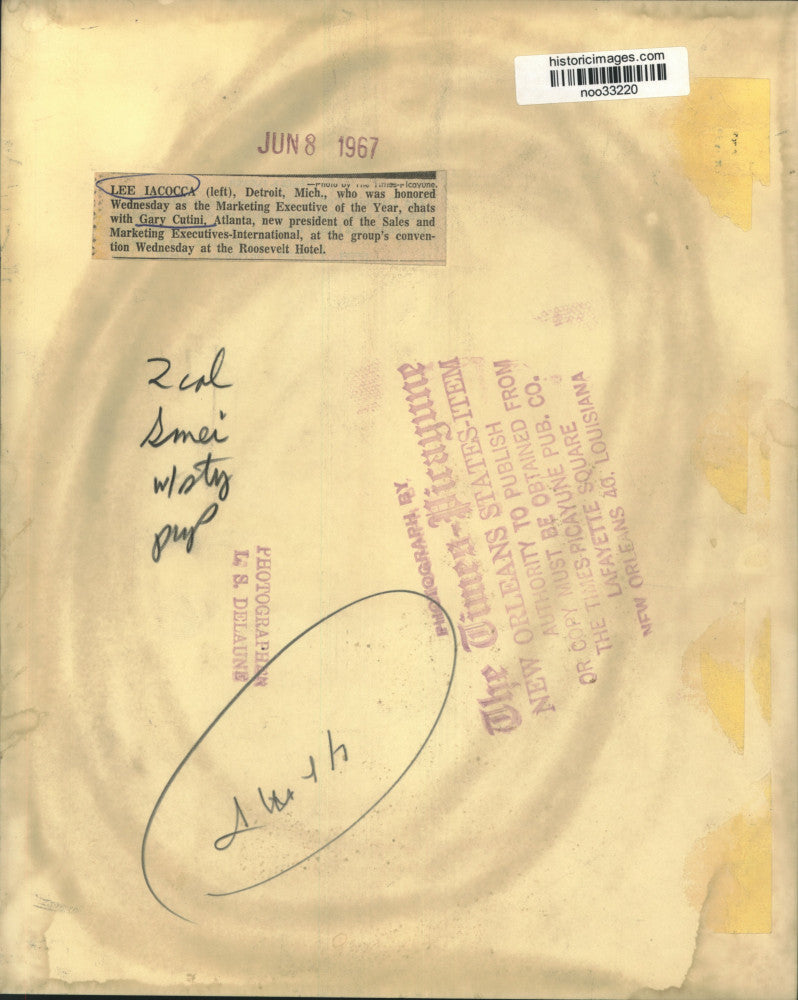 historicimages.com
noo33220
JUN 8 1967
—Photo by The Times-Picayune.
LEE IACOCCA (left), Detroit, Mich., who was honored
Wednesday as the Marketing Executive of the Year, chats
with Gary Cutini, Atlanta, new president of the Sales and
Marketing Executives-International, at the group's conven-
tion Wednesday at the Roosevelt Hotel.
2 col
Smei
w/sty
pup
PHOTOGRAPHER
L. S. DELAUNE
PHOTOGRAPH BY
The Times-Picayune
NEW ORLEANS STATES-ITEM
AUTHORITY TO PUBLISH
OR COPY MUST BE OBTAINED FROM
THE TIMES-PICAYUNE PUB. CO.
LAFAYETTE SQUARE
NEW ORLEANS 40, LOUISIANA